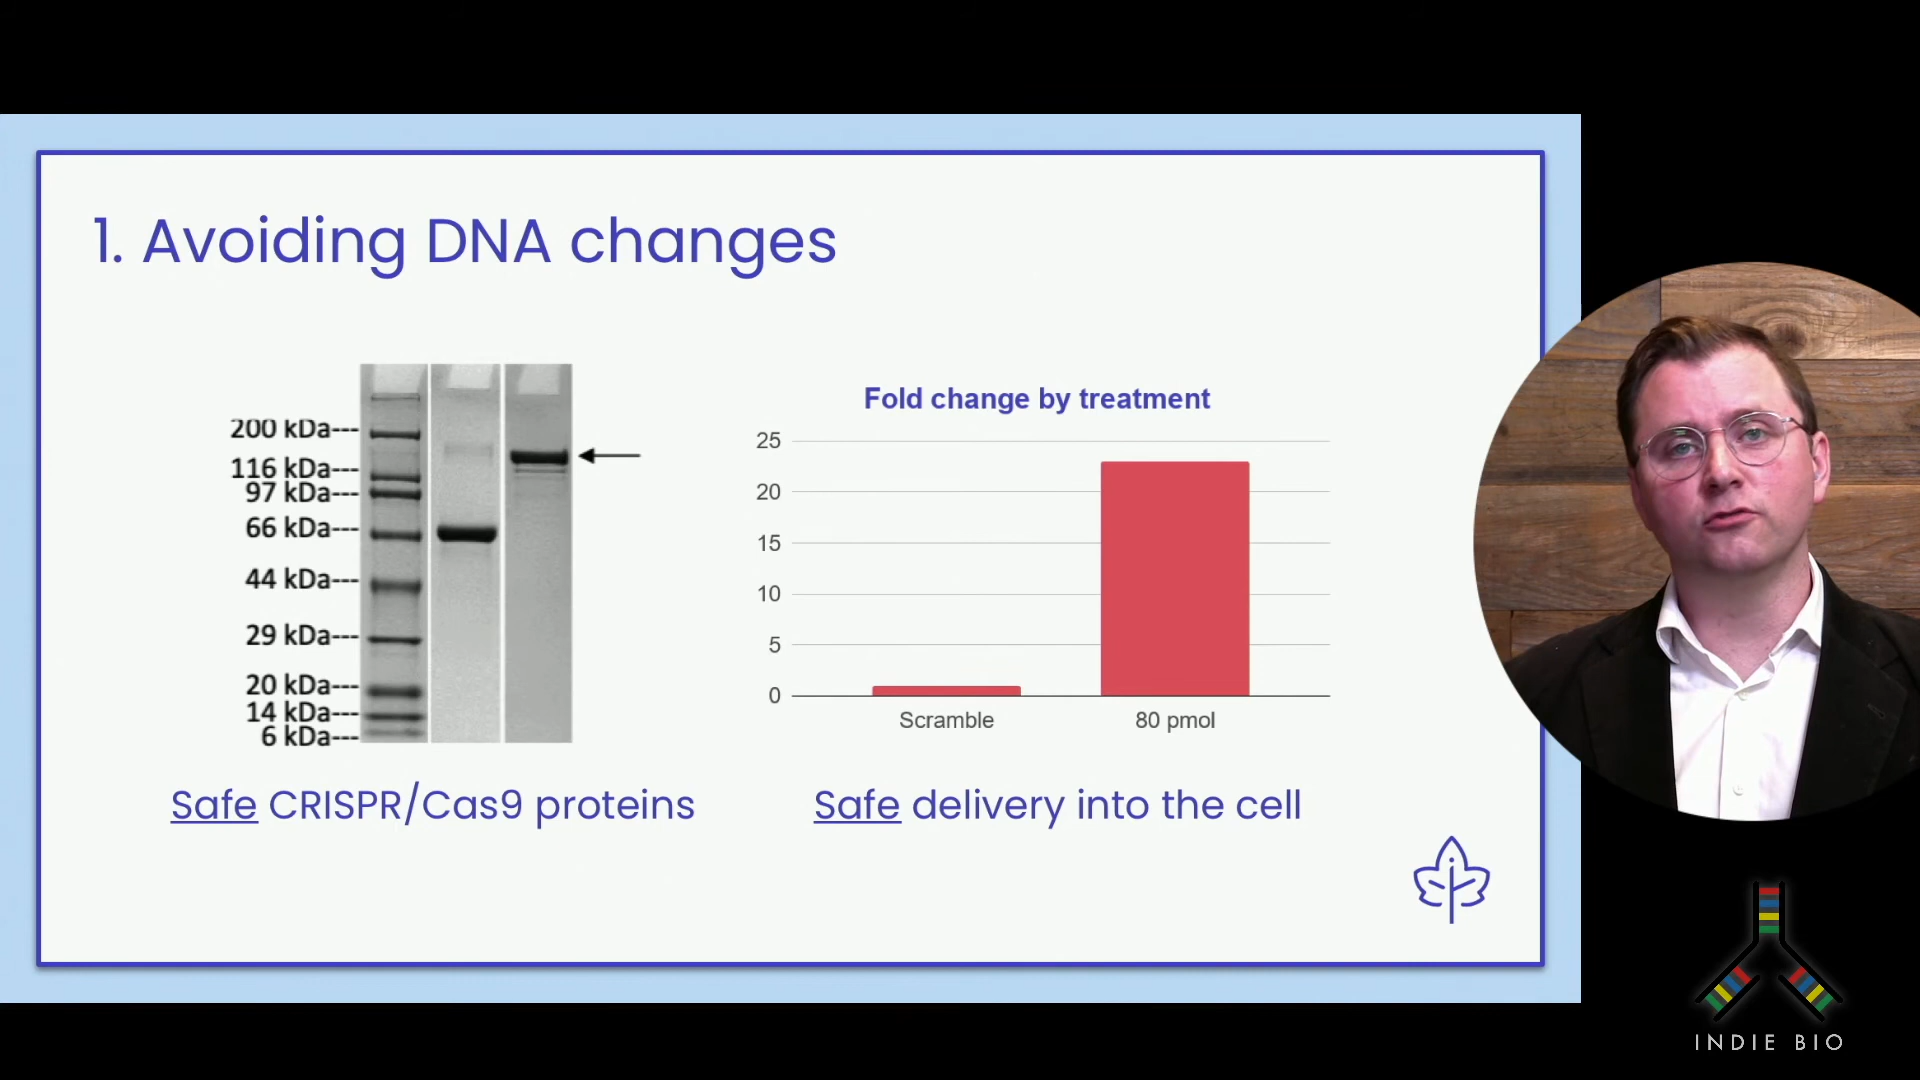 1. Avoiding DNA changes
200 kDa---
116 kDa---
97 kDa---
66 kDa---
44 kDa---
29 kDa---
20 kDa---
14 kDa---
6 kDa---
Safe CRISPR/Cas9 proteins
Fold change by treatment
25
20
15
10
5
0
Scramble
80 pmol
Safe delivery into the cell
INDIE BIO